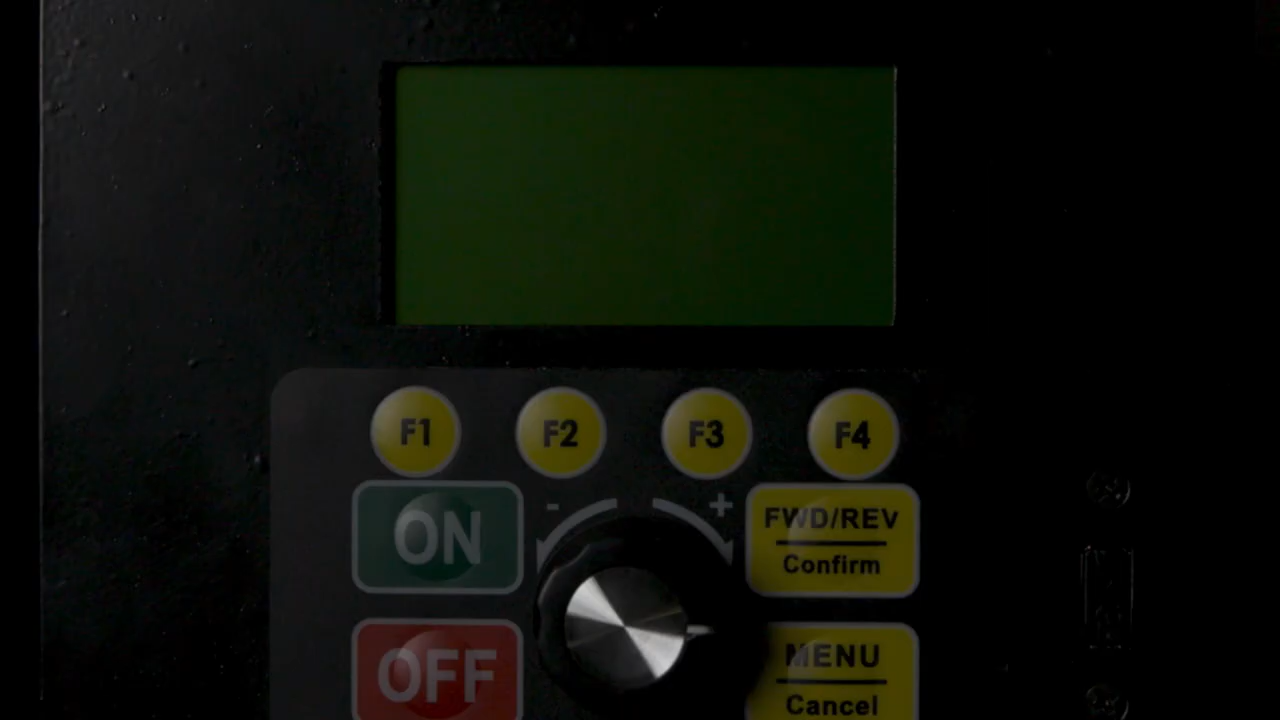 F1 F2 F3 F4
ON
- +
FWD/REV
Confirm
OFF
MENU
Cancel